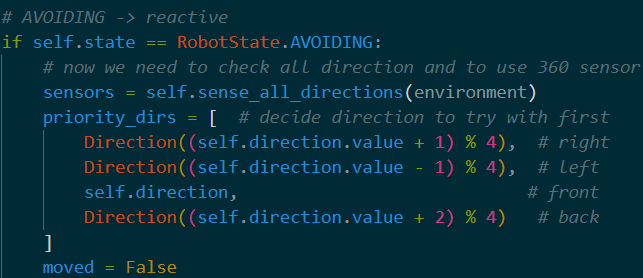 # AVOIDING -> reactive
if self.state == RobotState.AVOIDING:
    # now we need to check all direction and to use 360 sensor
    sensors = self.sense_all_directions(environment)
    priority_dirs = [  # decide direction to try with first
        Direction((self.direction.value + 1) % 4),  # right
        Direction((self.direction.value - 1) % 4),  # left
        self.direction,                            # front
        Direction((self.direction.value + 2) % 4)   # back
    ]
    moved = False